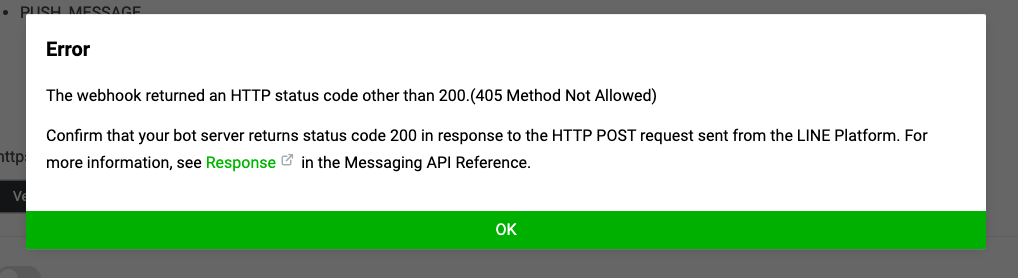 • PUSH_MESSAGE
Error
The webhook returned an HTTP status code other than 200.(405 Method Not Allowed)
Confirm that your bot server returns status code 200 in response to the HTTP POST request sent from the LINE Platform. For
more information, see Response in the Messaging API Reference.
https
Ve
OK